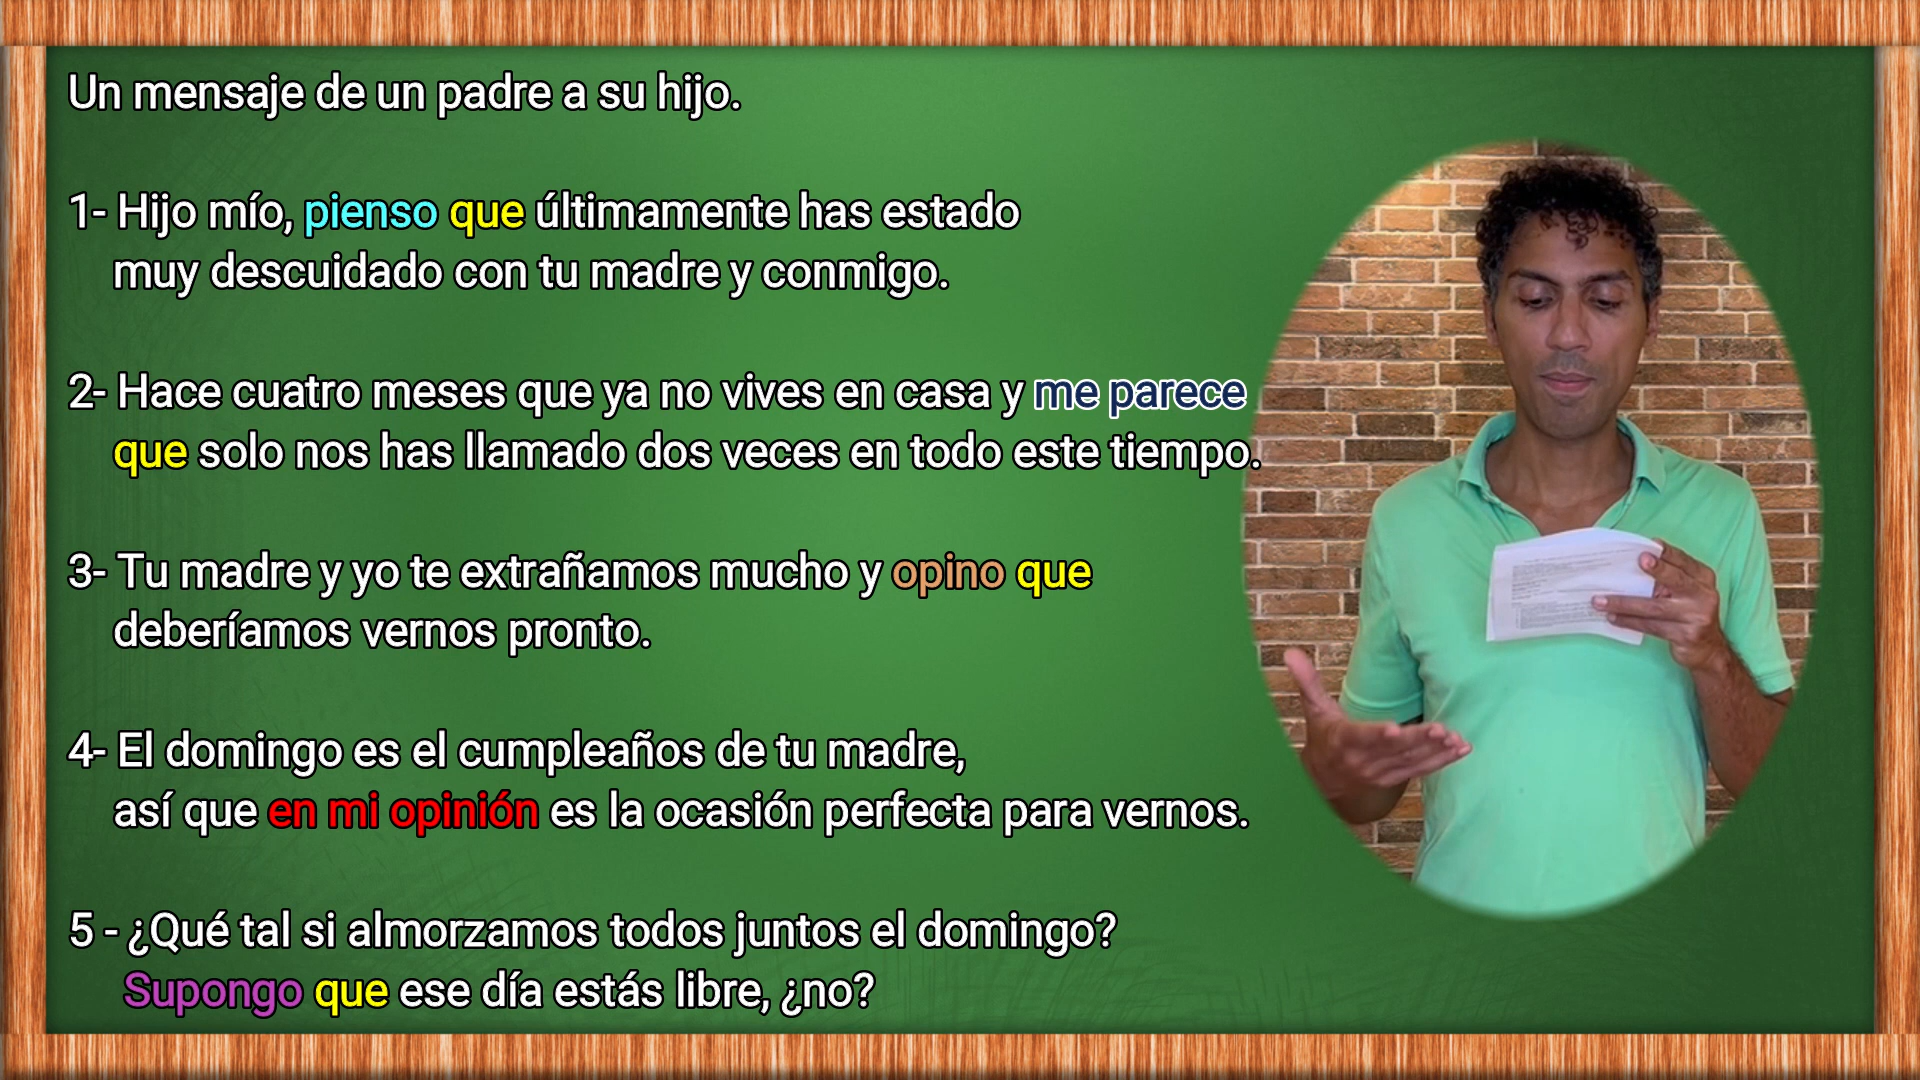 Un mensaje de un padre a su hijo.
1- Hijo mío, pienso que últimamente has estado
muy descuidado con tu madre y conmigo.
2- Hace cuatro meses que ya no vives en casa y me parece
que solo nos has llamado dos veces en todo este tiempo.
3- Tu madre y yo te extrañamos mucho y opino que
deberíamos vernos pronto.
4- El domingo es el cumpleaños de tu madre,
así que en mi opinión es la ocasión perfecta para vernos.
5 - ¿Qué tal si almorzamos todos juntos el domingo?
Supongo que ese día estás libre, ¿no?